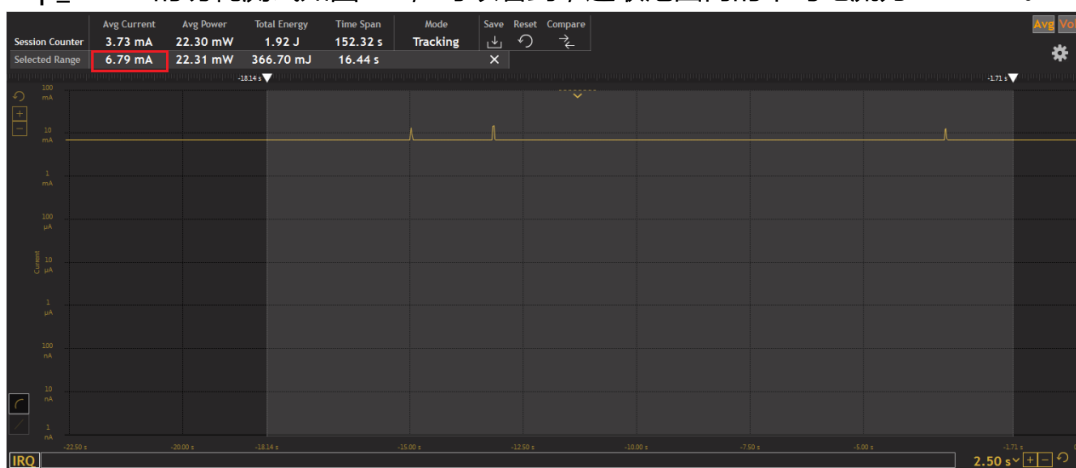 Avg Current Avg Power Total Energy Time Span Mode Save Reset Compare
Session Counter 3.73 mA 22.30 mW 1.92 J 152.32 s Tracking
Selected Range 6.79 mA 22.31 mW 366.70 mJ 16.44 s
Avg
-18.14 s -1.71 s
100 mA
10 mA
1 mA
100 µA
10 µA
Current
1 µA
100 nA
10 nA
1 nA
-22.50 s -20.00 s -18.14 s -15.00 s -12.50 s -10.00 s -7.50 s -5.00 s -1.71 s
IRQ 2.50 s